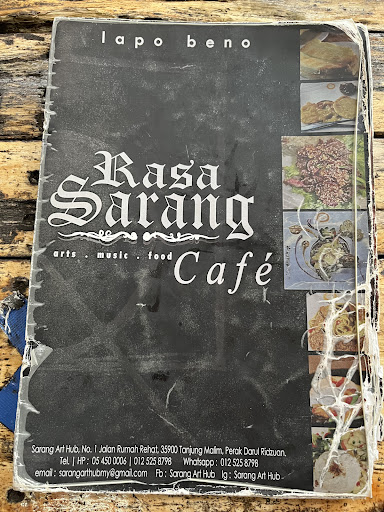 lapo beno
Rasa
Sarang
arts . music . food
Café
Sarang Art Hub, No. 1 Jalan Rumah Rehat, 35900 Tanjung Malim, Perak Darul Ridzuan.
Tel. | HP : 05 450 0006 | 012 525 8798 Whatsapp : 012 525 8798
email : sarangarthubmy@gmail.com Fb : Sarang Art Hub Ig : Sarang Art Hub